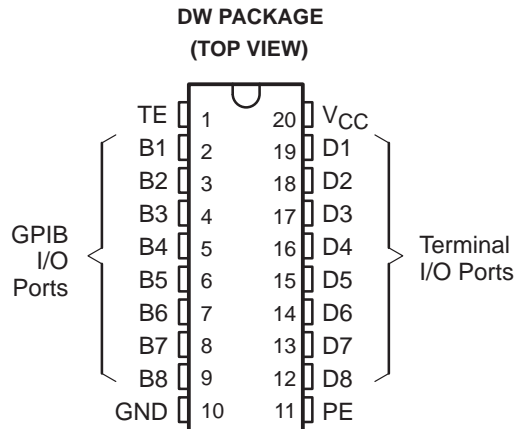 DW PACKAGE
(TOP VIEW)
TE 1 20 VCC
B1 2 19 D1
B2 3 18 D2
B3 4 17 D3
B4 5 16 D4
B5 6 15 D5
B6 7 14 D6
B7 8 13 D7
B8 9 12 D8
GND 10 11 PE
GPIB
I/O
Ports
Terminal
I/O Ports